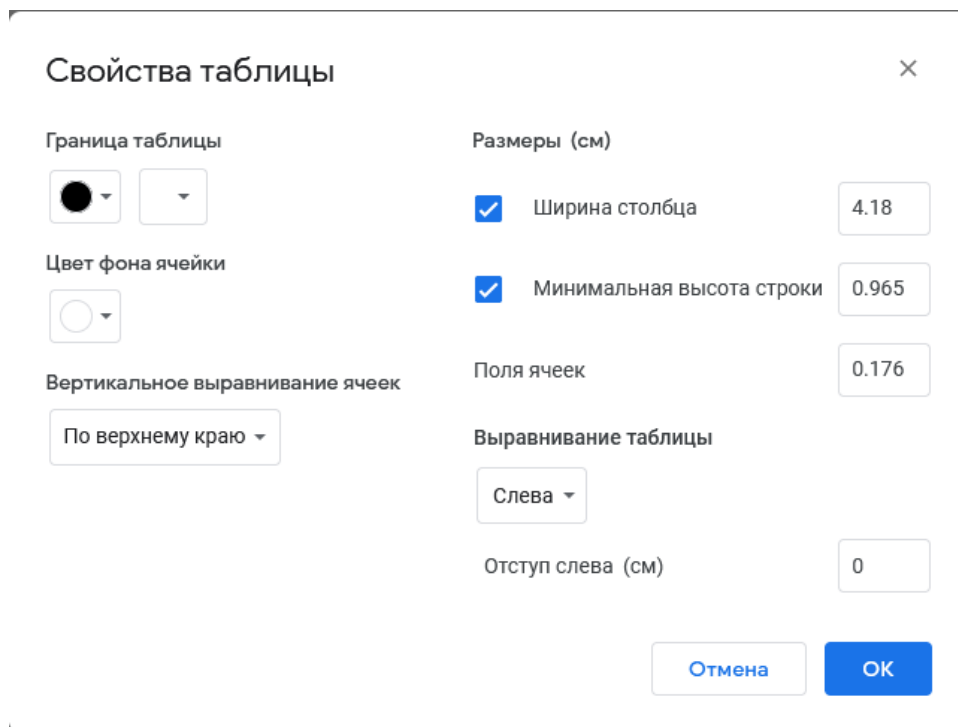 Свойства таблицы
Граница таблицы
Цвет фона ячейки
Вертикальное выравнивание ячеек
По верхнему краю
Размеры (см)
Ширина столбца 4.18
Минимальная высота строки 0.965
Поля ячеек 0.176
Выравнивание таблицы
Слева
Отступ слева (см) 0
Отмена OK